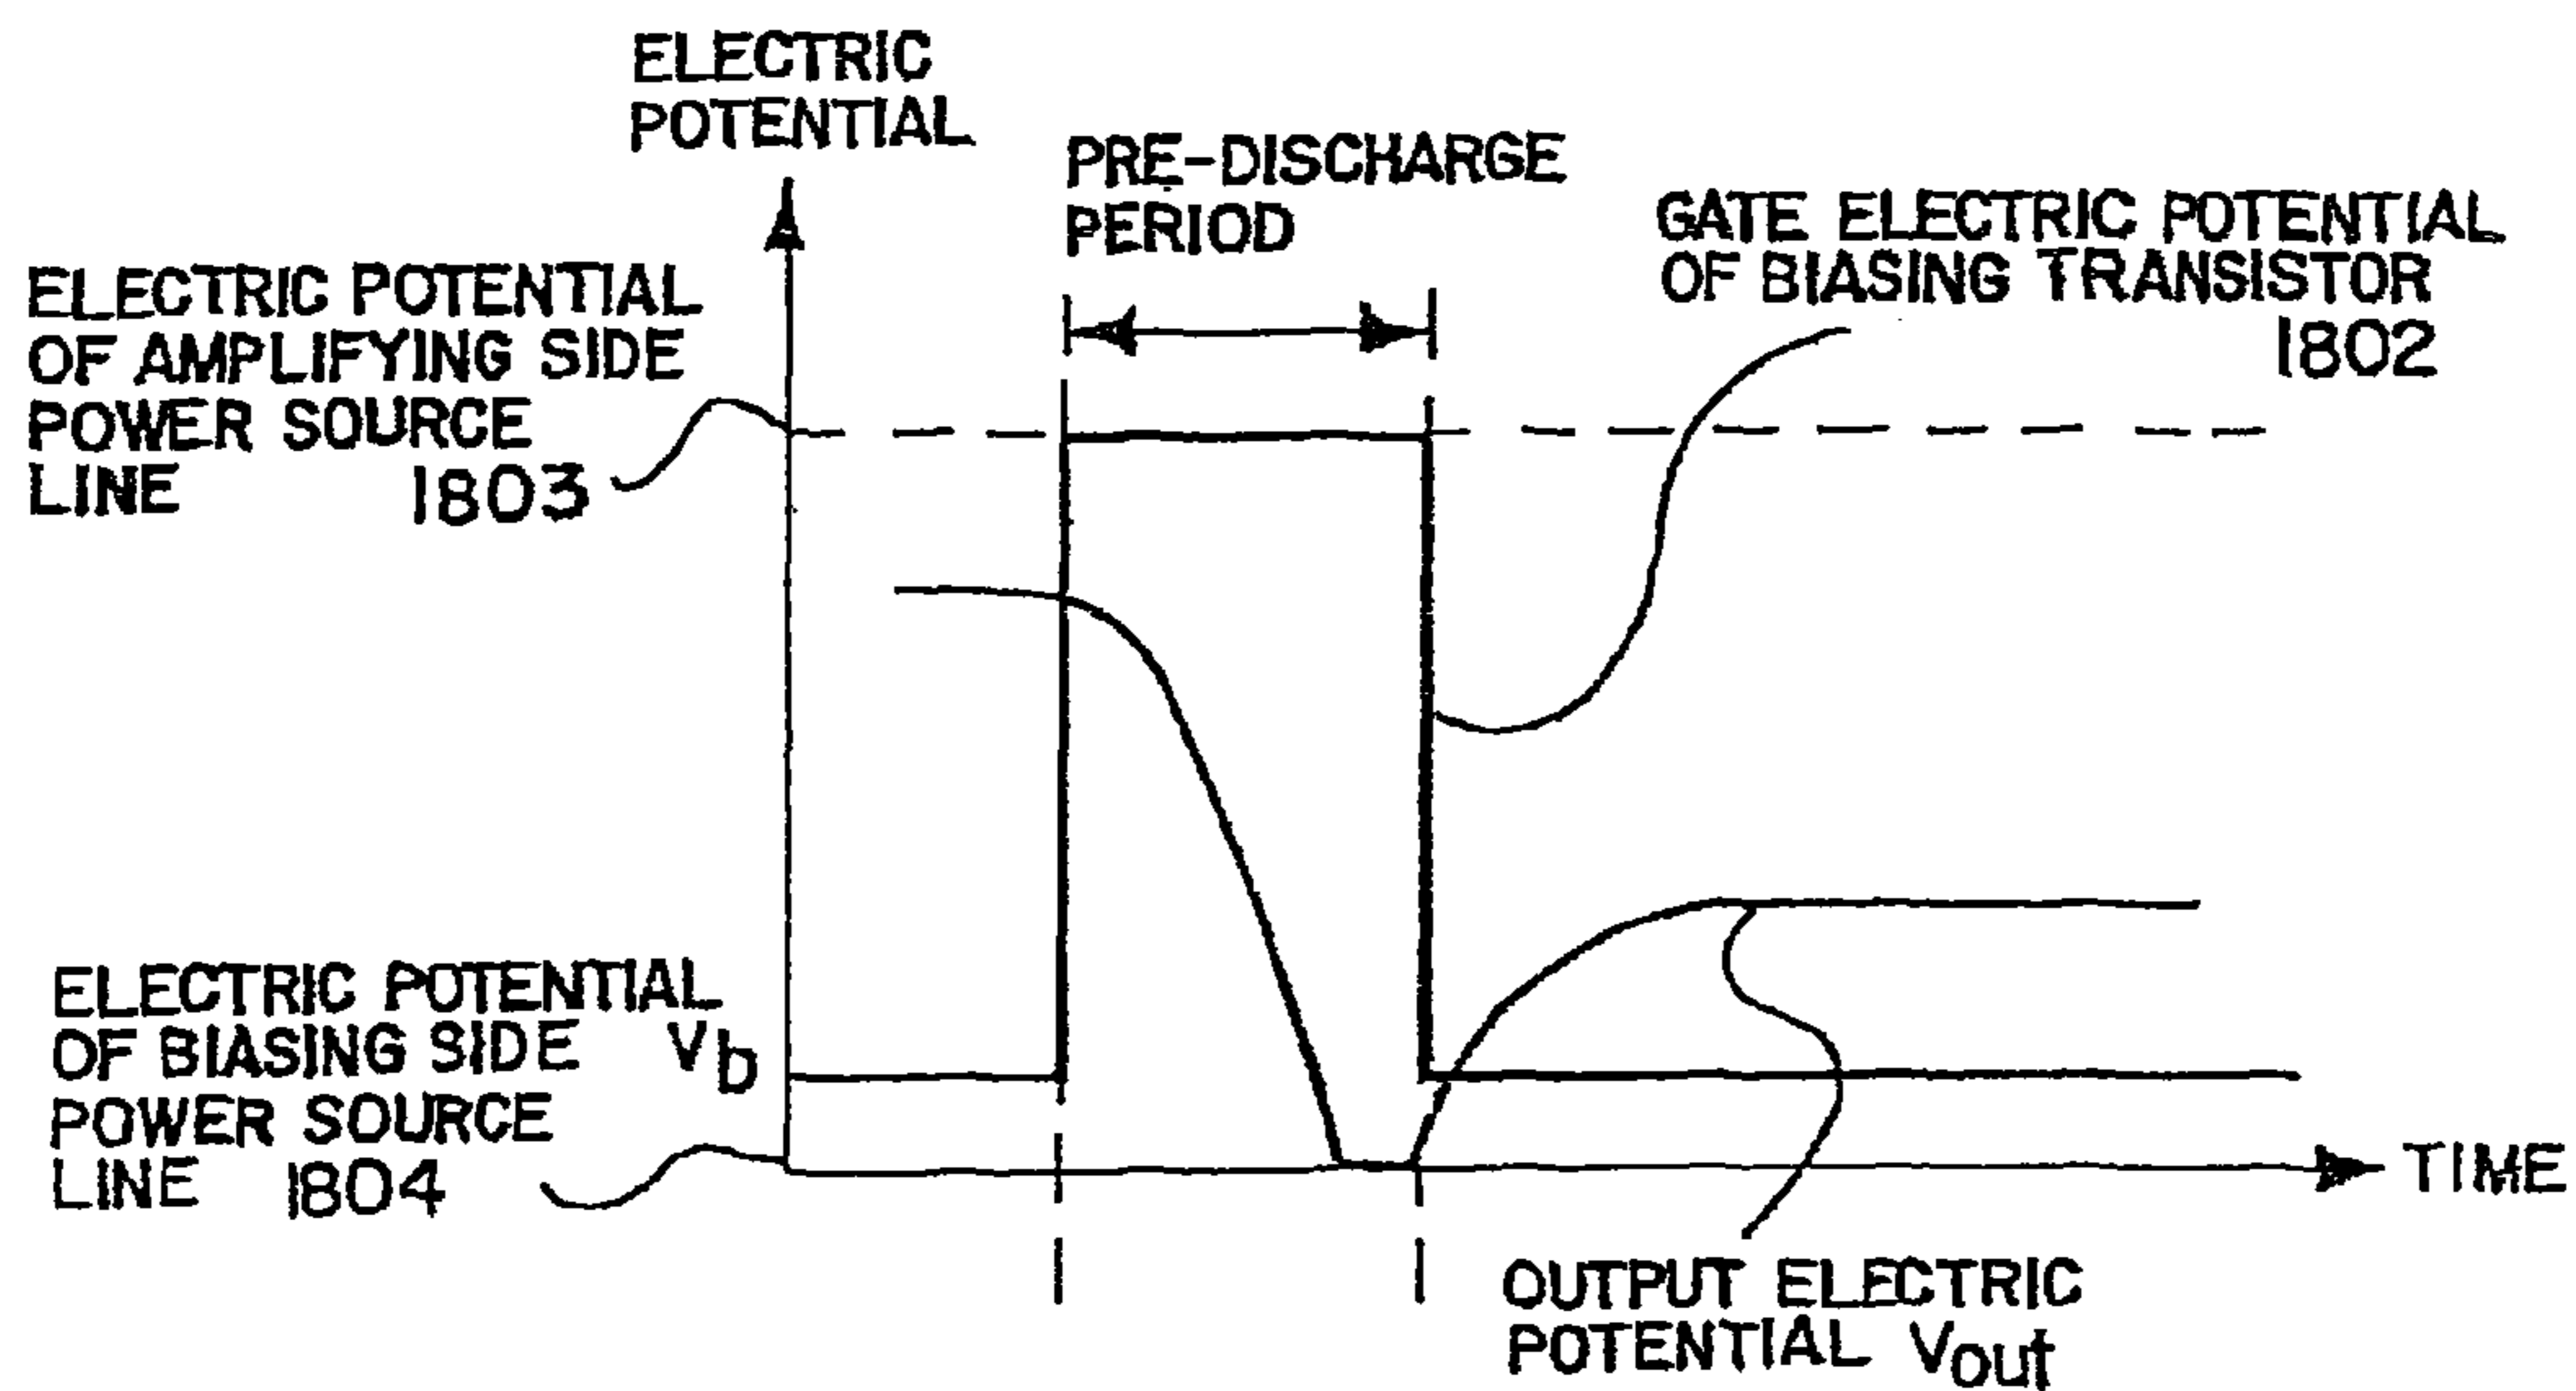 ELECTRIC
POTENTIAL
PRE-DISCHARGE
PERIOD
GATE ELECTRIC POTENTIAL
OF BIASING TRANSISTOR
1802
ELECTRIC POTENTIAL
OF AMPLIFYING SIDE
POWER SOURCE
LINE 1803
ELECTRIC POTENTIAL
OF BIASING SIDE
POWER SOURCE
LINE 1804
Vb
TIME
OUTPUT ELECTRIC
POTENTIAL Vout